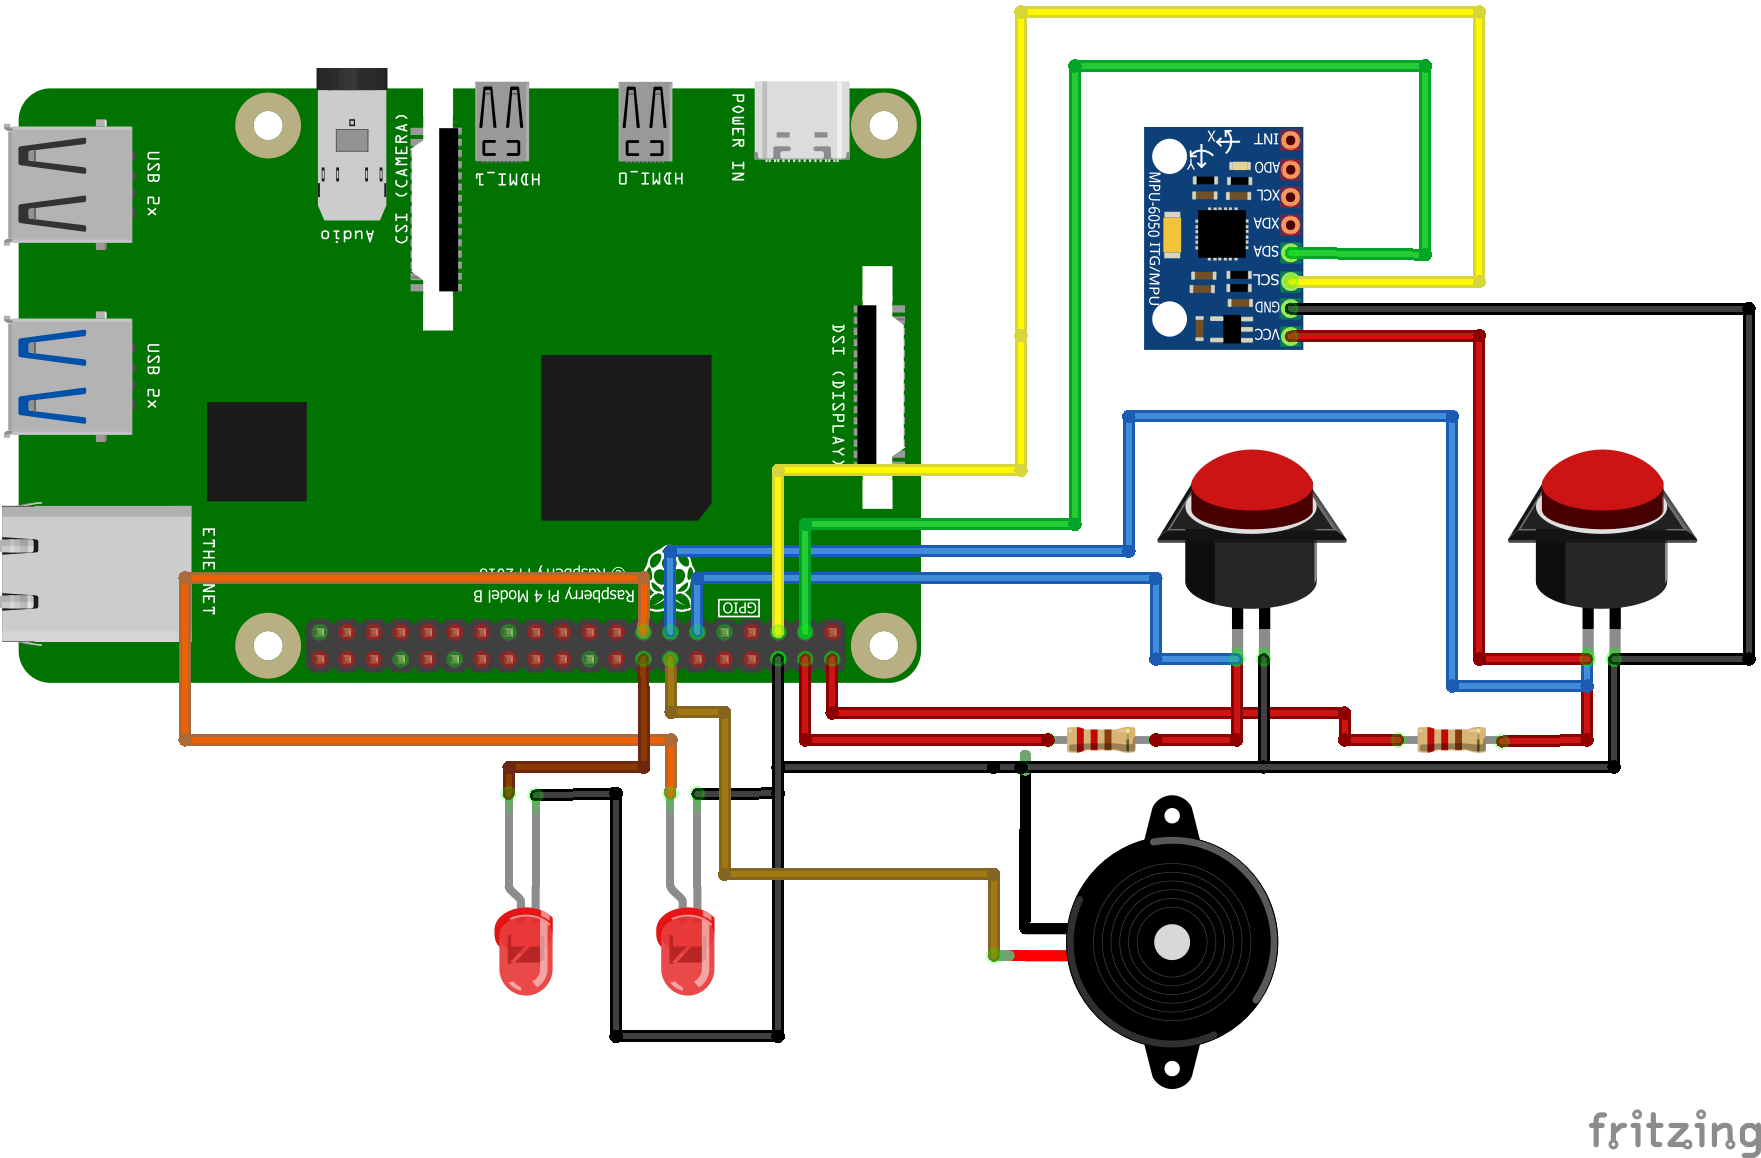 Audio
CSI (CAMERA)
HDMI_1
HDMI_0
POWER IN
USB 2x
USB 2x
DSI (DISPLAY)
ETHERNET
© Raspberry Pi 2018
Raspberry Pi 4 Model B
GPIO
X
Y
MPU-6050 ITG/MPU
INT
ADO
XCL
XDA
SDA
SCL
GND
VCC
fritzing